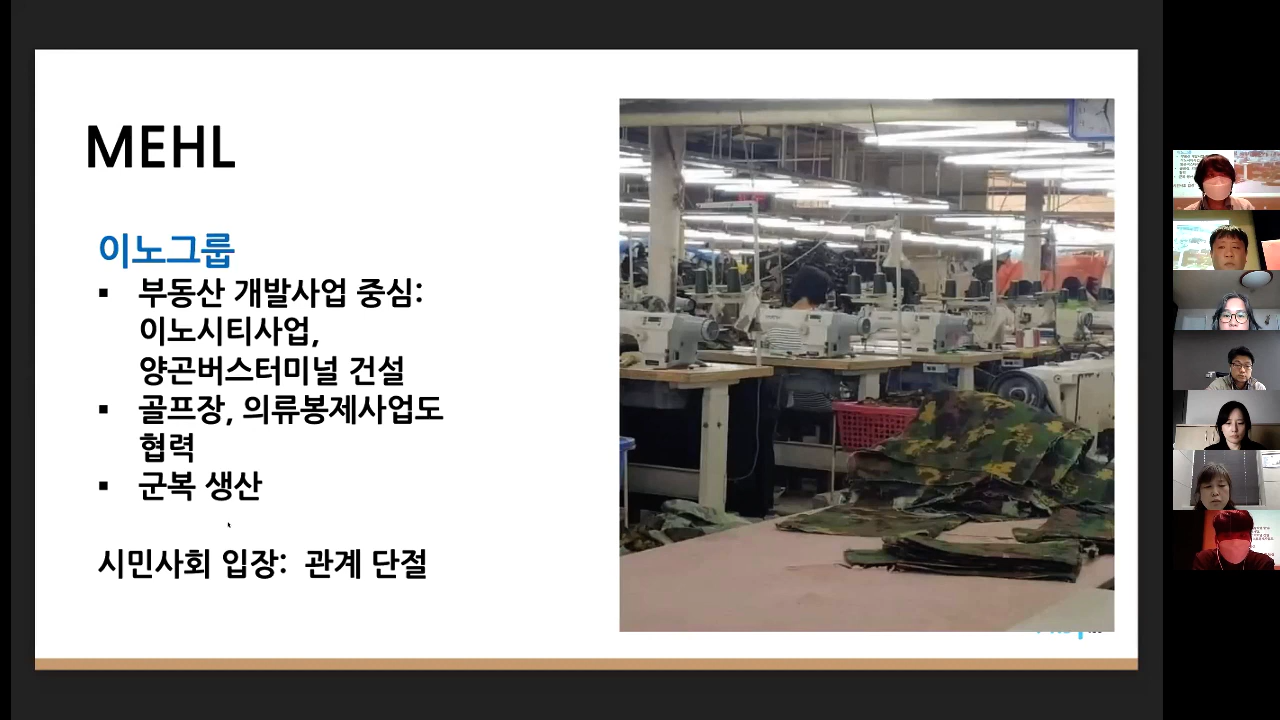 MEHL
이노그룹
▪ 부동산 개발사업 중심:
이노시티사업,
양곤버스터미널 건설
▪ 골프장, 의류봉제사업도
협력
▪ 군복 생산
시민사회 입장: 관계 단절